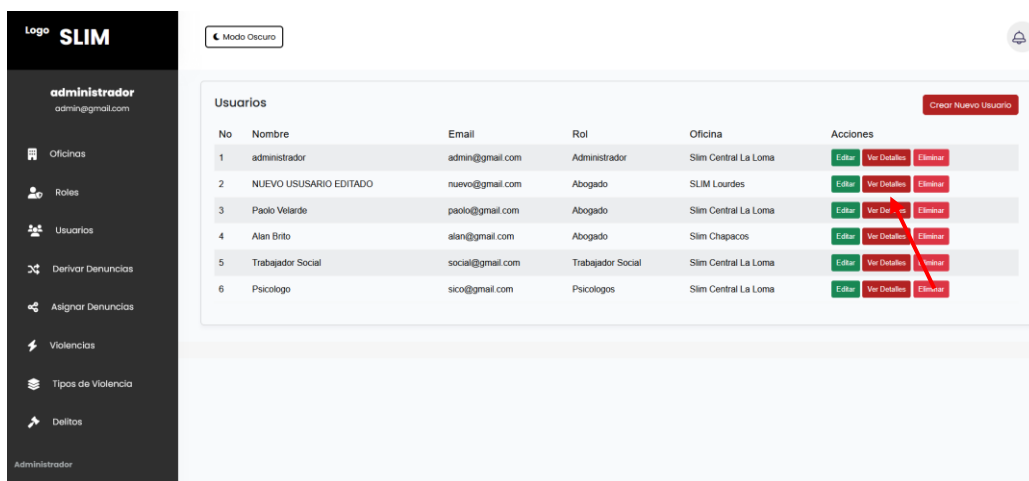 Logo SLIM
Modo Oscuro
administrador
admin@gmail.com
Oficinas
Roles
Usuarios
Derivar Denuncias
Asignar Denuncias
Violencias
Tipos de Violencia
Delitos
Administrador
Usuarios
Crear Nuevo Usuario
No Nombre Email Rol Oficina Acciones
1 administrador admin@gmail.com Administrador Slim Central La Loma Editar Ver Detalles Eliminar
2 NUEVO USUSARIO EDITADO nuevo@gmail.com Abogado SLIM Lourdes Editar Ver Detalles Eliminar
3 Paolo Velarde paolo@gmail.com Abogado Slim Central La Loma Editar Ver Detalles Eliminar
4 Alan Brito alan@gmail.com Abogado Slim Chapacos Editar Ver Detalles Eliminar
5 Trabajador Social social@gmail.com Trabajador Social Slim Central La Loma Editar Ver Detalles Eliminar
6 Psicologo sico@gmail.com Psicologos Slim Central La Loma Editar Ver Detalles Eliminar